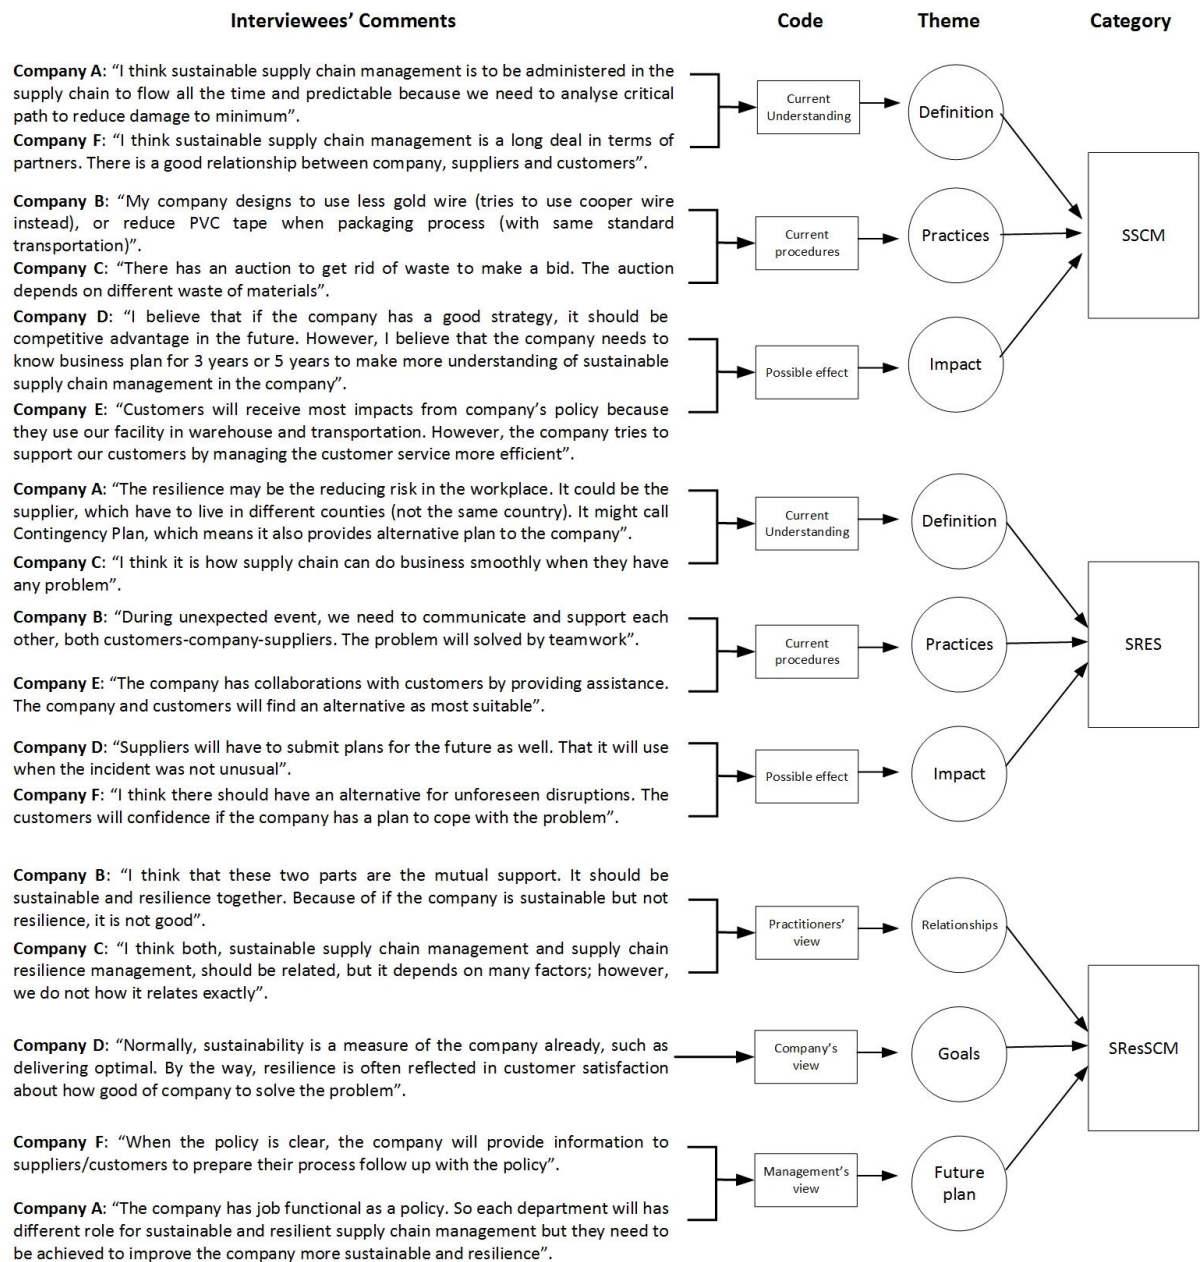 Interviewees’ Comments
Code
Theme
Category
Company A: “I think sustainable supply chain management is to be administered in the
supply chain to flow all the time and predictable because we need to analyse critical
path to reduce damage to minimum”.
Company F: “I think sustainable supply chain management is a long deal in terms of
partners. There is a good relationship between company, suppliers and customers”.
Current
Understanding
Definition
Company B: “My company designs to use less gold wire (tries to use cooper wire
instead), or reduce PVC tape when packaging process (with same standard
transportation)”.
Company C: “There has an auction to get rid of waste to make a bid. The auction
depends on different waste of materials”.
Current
procedures
Practices
SSCM
Company D: “I believe that if the company has a good strategy, it should be
competitive advantage in the future. However, I believe that the company needs to
know business plan for 3 years or 5 years to make more understanding of sustainable
supply chain management in the company”.
Company E: “Customers will receive most impacts from company’s policy because
they use our facility in warehouse and transportation. However, the company tries to
support our customers by managing the customer service more efficient”.
Possible effect
Impact
Company A: “The resilience may be the reducing risk in the workplace. It could be the
supplier, which have to live in different counties (not the same country). It might call
Contingency Plan, which means it also provides alternative plan to the company”.
Company C: “I think it is how supply chain can do business smoothly when they have
any problem”.
Current
Understanding
Definition
Company B: “During unexpected event, we need to communicate and support each
other, both customers-company-suppliers. The problem will solved by teamwork”.
Company E: “The company has collaborations with customers by providing assistance.
The company and customers will find an alternative as most suitable”.
Current
procedures
Practices
SRES
Company D: “Suppliers will have to submit plans for the future as well. That it will use
when the incident was not unusual”.
Company F: “I think there should have an alternative for unforeseen disruptions. The
customers will confidence if the company has a plan to cope with the problem”.
Possible effect
Impact
Company B: “I think that these two parts are the mutual support. It should be
sustainable and resilience together. Because of if the company is sustainable but not
resilience, it is not good”.
Company C: “I think both, sustainable supply chain management and supply chain
resilience management, should be related, but it depends on many factors; however,
we do not how it relates exactly”.
Practitioners’
view
Relationships
Company D: “Normally, sustainability is a measure of the company already, such as
delivering optimal. By the way, resilience is often reflected in customer satisfaction
about how good of company to solve the problem”.
Company’s
view
Goals
SResSCM
Company F: “When the policy is clear, the company will provide information to
suppliers/customers to prepare their process follow up with the policy”.
Company A: “The company has job functional as a policy. So each department will has
different role for sustainable and resilient supply chain management but they need to
be achieved to improve the company more sustainable and resilience”.
Management’s
view
Future
plan